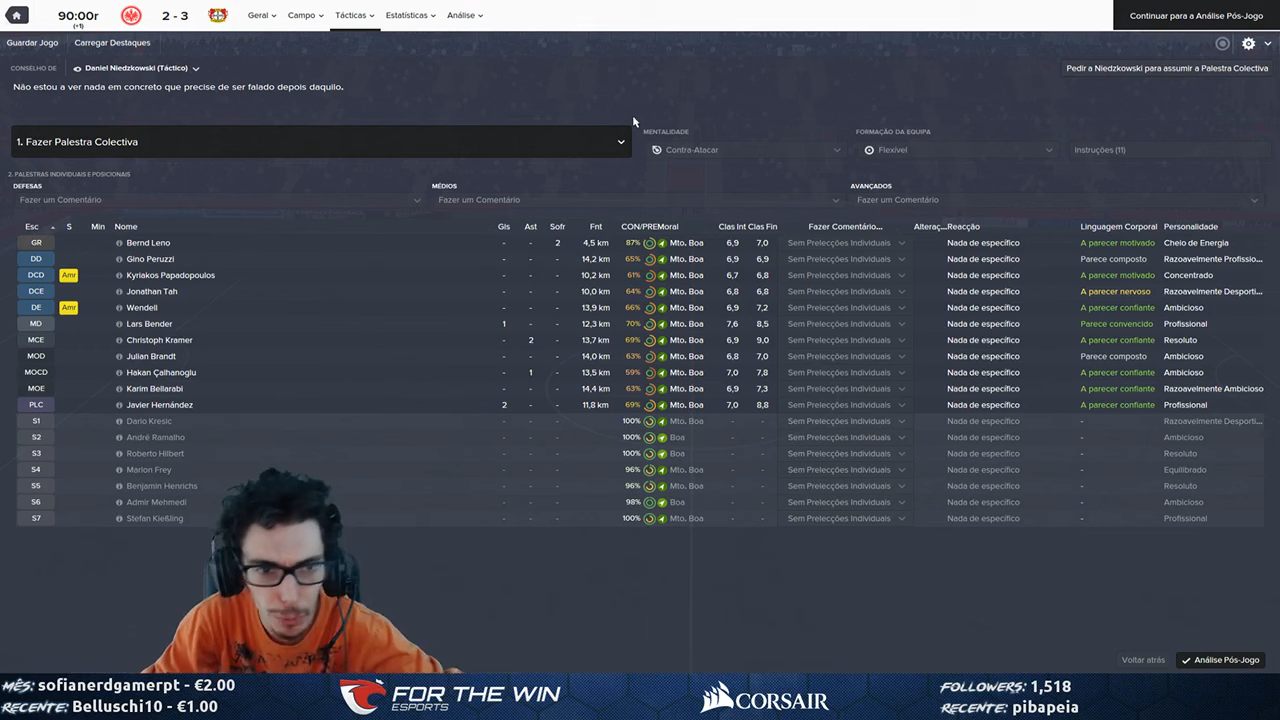 90:00r 2 - 3 Geral Campo Tácticas Estatísticas Análise Continuar para a Análise Pós-Jogo
(+1)
Guardar Jogo Carregar Destaques
CONSELHO DE Daniel Niedzkowski (Táctico) Pedir a Niedzkowski para assumir a Palestra Colectiva
Não estou a ver nada em concreto que precise de ser falado depois daquilo.
1. Fazer Palestra Colectiva
MENTALIDADE FORMAÇÃO DA EQUIPA
Contra-Atacar Flexível Instruções (11)
2. PALESTRAS INDIVIDUAIS E POSICIONAIS
DEFESAS MÉDIOS AVANÇADOS
Fazer um Comentário Fazer um Comentário Fazer um Comentário
Esc S Min Nome Gls Ast Sofr Fnt CON/PREMoral Clas Int Clas Fin Fazer Comentário... Alteraç...Reacção Linguagem Corporal Personalidade
GR Bernd Leno - - 2 4,5 km 87% Mto. Boa 6,9 7,0 Sem Prelecções Individuais Nada de específico A parecer motivado Cheio de Energia
DD Gino Peruzzi - - - 14,2 km 65% Mto. Boa 6,9 6,9 Sem Prelecções Individuais Nada de específico Parece composto Razoavelmente Profissio...
DCD Amr Kyriakos Papadopoulos - - - 10,2 km 61% Mto. Boa 6,7 6,8 Sem Prelecções Individuais Nada de específico A parecer motivado Concentrado
DCE Jonathan Tah - - - 10,0 km 64% Mto. Boa 6,8 6,8 Sem Prelecções Individuais Nada de específico A parecer nervoso Razoavelmente Desporti...
DE Amr Wendell - - - 13,9 km 66% Mto. Boa 6,9 7,2 Sem Prelecções Individuais Nada de específico A parecer confiante Ambicioso
MD Lars Bender 1 - - 12,3 km 70% Mto. Boa 7,6 8,5 Sem Prelecções Individuais Nada de específico Parece convencido Profissional
MCE Christoph Kramer - 2 - 13,7 km 69% Mto. Boa 6,9 9,0 Sem Prelecções Individuais Nada de específico A parecer confiante Resoluto
MOD Julian Brandt - - - 14,0 km 63% Mto. Boa 6,8 7,0 Sem Prelecções Individuais Nada de específico Parece composto Ambicioso
MOCD Hakan Çalhanoglu - 1 - 13,5 km 59% Mto. Boa 7,0 7,8 Sem Prelecções Individuais Nada de específico A parecer confiante Ambicioso
MOE Karim Bellarabi - - - 14,4 km 63% Mto. Boa 6,9 7,3 Sem Prelecções Individuais Nada de específico A parecer confiante Razoavelmente Ambicioso
PLC Javier Hernández 2 - - 11,8 km 69% Mto. Boa 7,0 8,8 Sem Prelecções Individuais Nada de específico A parecer confiante Profissional
S1 Dario Kresic - - - 100% Mto. Boa - - Sem Prelecções Individuais Nada de específico - Razoavelmente Desporti...
S2 André Ramalho - - - 100% Boa - - Sem Prelecções Individuais Nada de específico - Ambicioso
S3 Roberto Hilbert - - - 100% Boa - - Sem Prelecções Individuais Nada de específico - Resoluto
S4 Marlon Frey - - - 96% Mto. Boa - - Sem Prelecções Individuais Nada de específico - Equilibrado
S5 Benjamin Henrichs - - - 96% Mto. Boa - - Sem Prelecções Individuais Nada de específico - Resoluto
S6 Admir Mehmedi - - - 98% Boa - - Sem Prelecções Individuais Nada de específico - Ambicioso
S7 Stefan Kießling - - - 100% Mto. Boa - - Sem Prelecções Individuais Nada de específico - Profissional
Voltar atrás Análise Pós-Jogo
MÊS: sofianerdgamerpt - €2.00
RECENTE: Belluschi10 - €1.00
FOR THE WIN
ESPORTS
CORSAIR
FOLLOWERS: 1,518
RECENTE: pibapeia